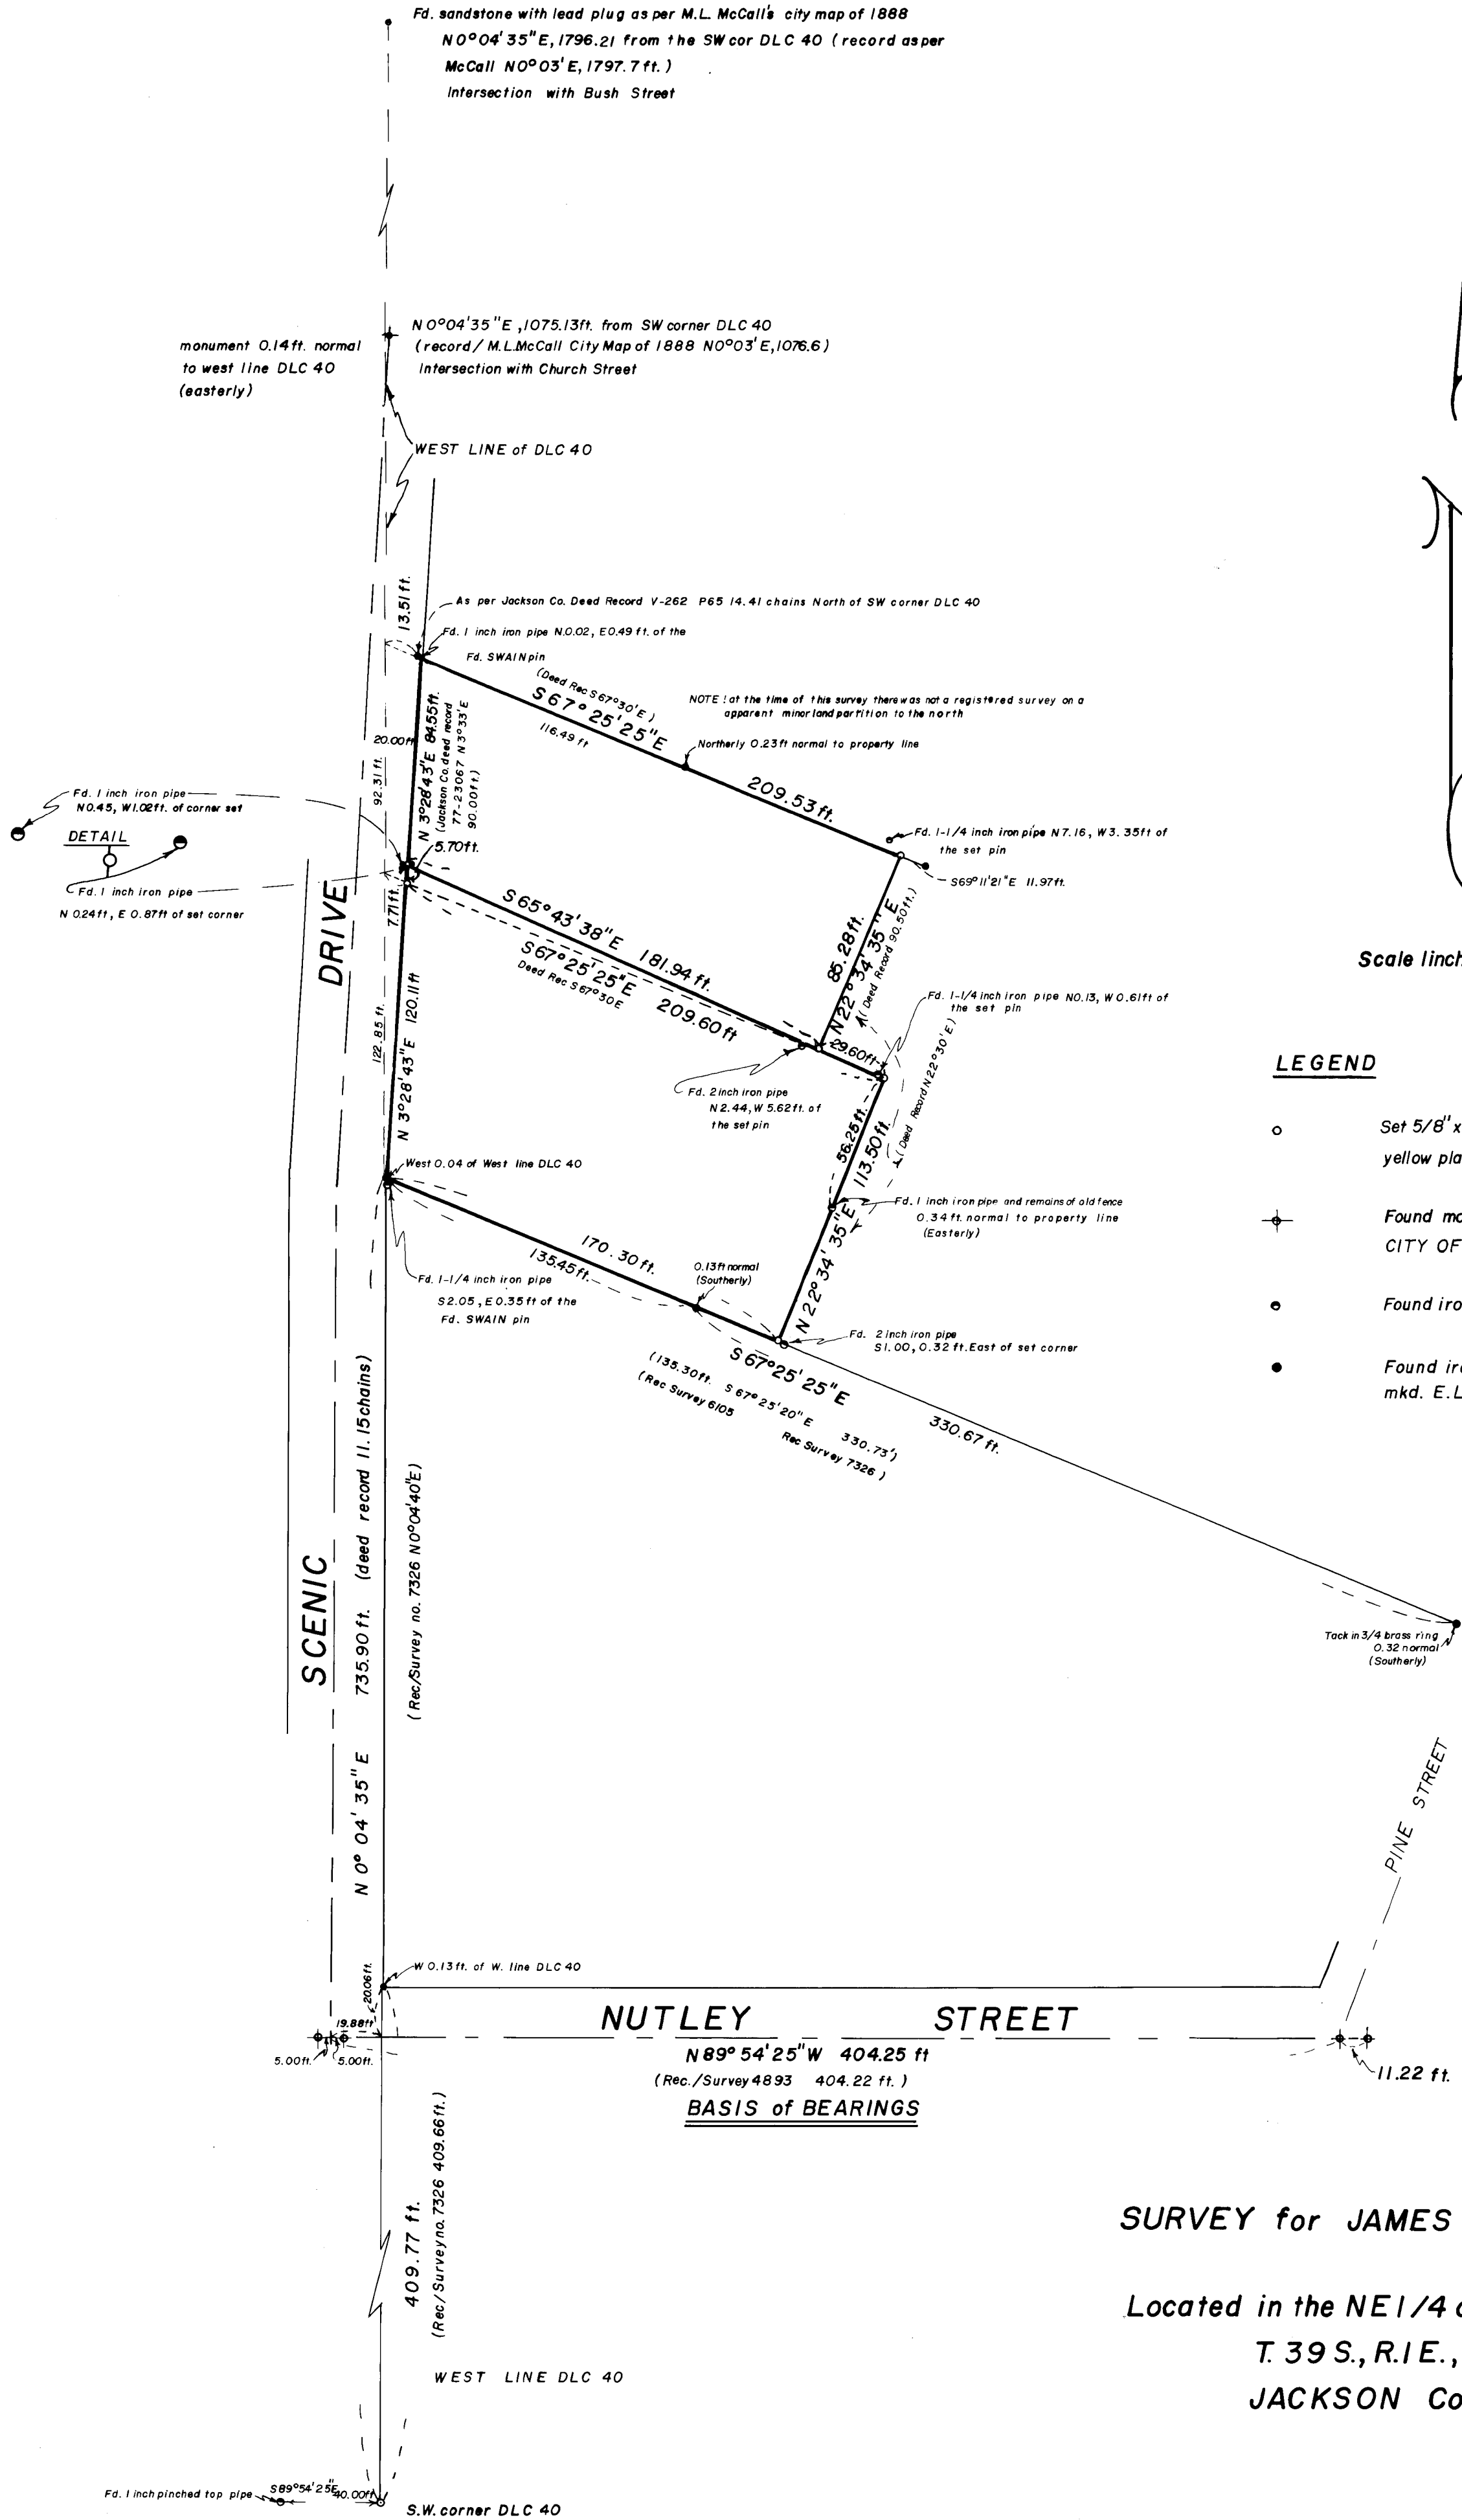 Fd. sandstone with lead plug as per M.L. McCall's city map of 1888
N0°04'35"E, 1796.21 from the SW cor DLC 40 (record as per
McCall N0°03'E, 1797.7ft.)
Intersection with Bush Street
N0°04'35"E, 1075.13ft. from SW corner DLC 40
(record/ M.L.McCall City Map of 1888 N0°03'E, 1076.6)
Intersection with Church Street
monument 0.14ft. normal
to west line DLC 40
(easterly)
WEST LINE of DLC 40
13.51ft.
As per Jackson Co. Deed Record V-262 P65 14.41 chains North of SW corner DLC 40
Fd. 1 inch iron pipe N.0.02, E0.49 ft. of the
Fd. SWAIN pin
(Deed Rec S67°30'E)
S67°25'25"E
116.49 ft
NOTE: at the time of this survey there was not a registered survey on a
apparent minor land partition to the north
Northerly 0.23ft normal to property line
209.53ft.
20.00ft
92.31ft.
N 3°28'43"E 84.55ft.
(Jackson Co. deed record
77-23067 N3°33'E
90.00ft.)
5.70ft.
Fd. 1 inch iron pipe
N0.45, W1.02ft. of corner set
DETAIL
Fd. 1 inch iron pipe
N 0.24ft, E 0.87ft of set corner
Fd. 1-1/4 inch iron pipe N7.16, W3.35ft of
the set pin
S69°11'21"E 11.97ft.
DRIVE
7.71ft.
S65°43'38"E 181.94 ft.
S67°25'25"E 209.60ft
Deed Rec S67°30E
85.28ft.
N22°34'35"E
(Deed Record 90.50ft.)
Scale 1inch
Fd. 1-1/4 inch iron pipe N0.13, W0.61ft of
the set pin
29.60ft
122.85ft.
N 3°28'43"E 120.11ft
Fd. 2inch iron pipe
N2.44, W5.62ft. of
the set pin
56.25ft.
113.50ft.
N22°34'35"E
(Deed Record N22°30'E)
LEGEND
Set 5/8" x
yellow pla
Found mo
CITY OF
Found iro
Found iro
mkd. E.L
West 0.04 of West line DLC 40
Fd. 1 inch iron pipe and remains of old fence
0.34ft. normal to property line
(Easterly)
170.30ft.
135.45ft.
0.13ft normal
(Southerly)
Fd. 1-1/4 inch iron pipe
S2.05, E0.35ft of the
Fd. SWAIN pin
Fd. 2 inch iron pipe
S1.00, 0.32ft. East of set corner
S67°25'25"E
330.67ft.
(135.30ft. S67°25'20"E 330.73')
(Rec Survey 6105 Rec Survey 7326)
Tack in 3/4 brass ring
0.32 normal
(Southerly)
SCENIC
N 0° 04' 35" E 735.90ft. (deed record 11.15chains)
(Rec/Survey no. 7326 N0°04'40"E)
PINE STREET
W 0.13ft. of W. line DLC 40
20.06ft.
19.88ft
5.00ft. 5.00ft.
NUTLEY STREET
N89°54'25"W 404.25 ft
(Rec./Survey 4893 404.22 ft.)
BASIS of BEARINGS
11.22 ft.
409.77 ft.
(Rec/Survey no. 7326 409.66ft.)
SURVEY for JAMES
Located in the NE1/4 o
T. 39 S., R.1 E.,
JACKSON Co
WEST LINE DLC 40
Fd. 1 inch pinched top pipe
S89°54'25"E 40.00ft
S.W. corner DLC 40